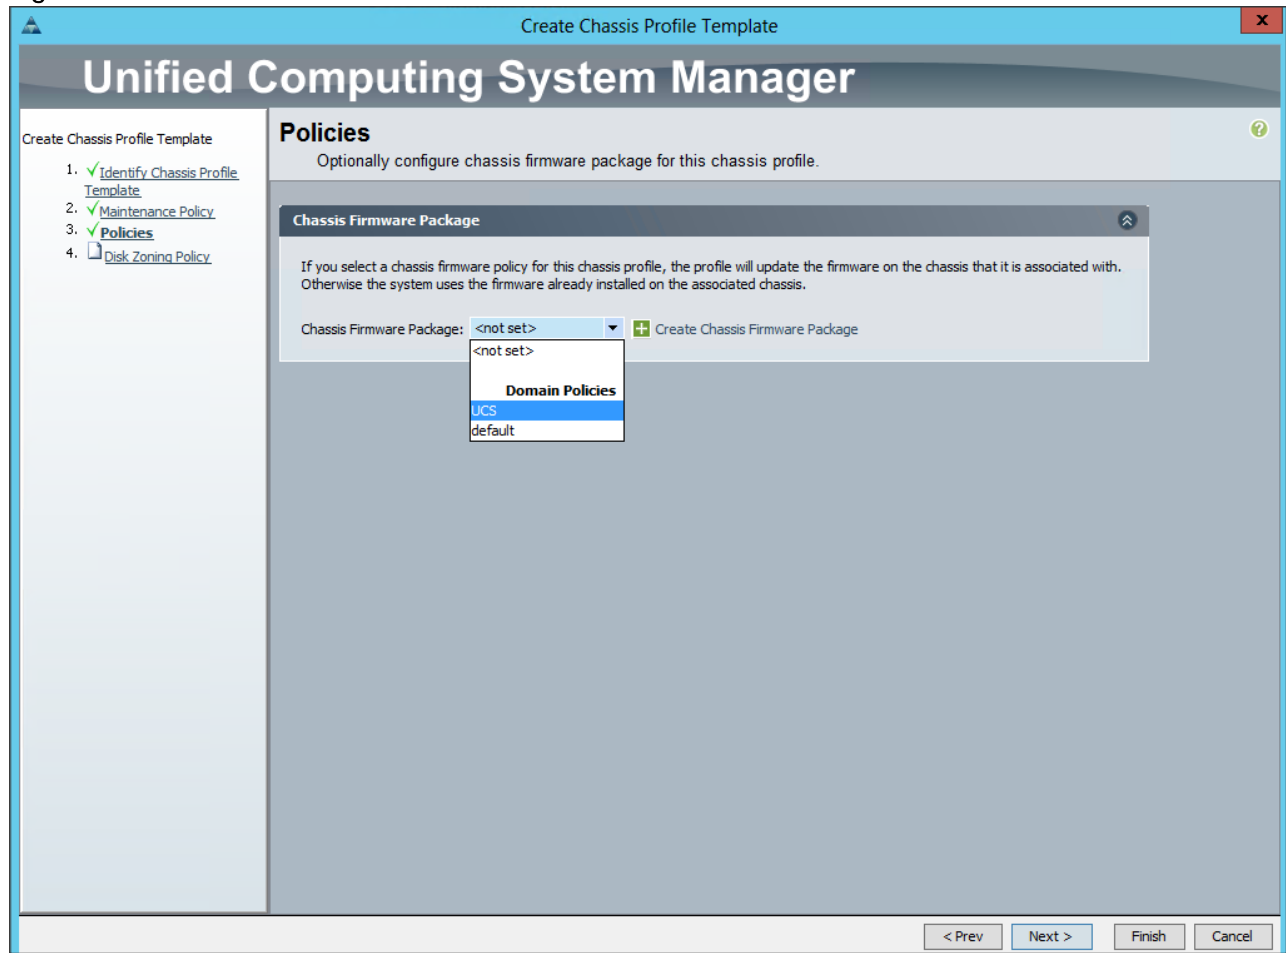 Create Chassis Profile Template
x
Unified Computing System Manager
Create Chassis Profile Template
1. Identify Chassis Profile
Template
2. Maintenance Policy
3. Policies
4. Disk Zoning Policy
Policies
Optionally configure chassis firmware package for this chassis profile.
?
Chassis Firmware Package
If you select a chassis firmware policy for this chassis profile, the profile will update the firmware on the chassis that it is associated with.
Otherwise the system uses the firmware already installed on the associated chassis.
Chassis Firmware Package: <not set> Create Chassis Firmware Package
<not set>
Domain Policies
UCS
default
< Prev Next > Finish Cancel